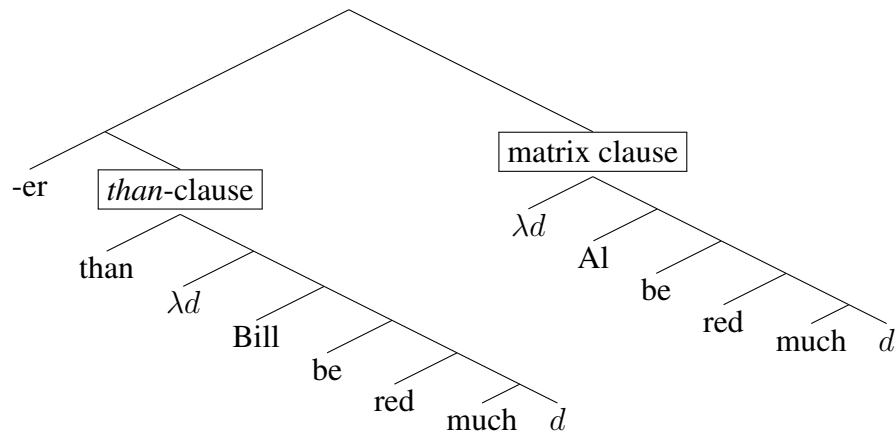 -er
than-clause
matrix clause
than
λd
Bill
be
red
much
d
λd
Al
be
red
much
d